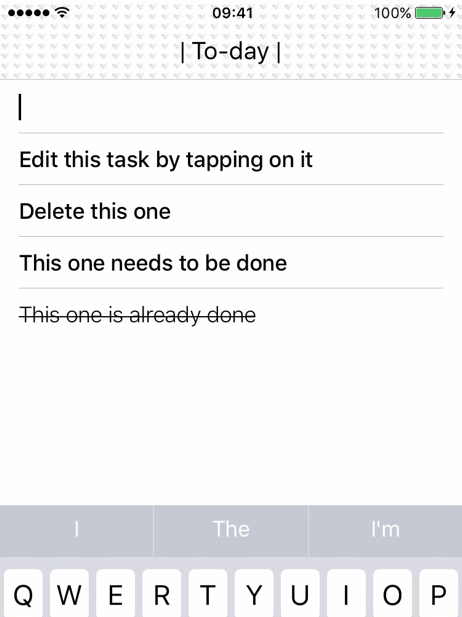 09:41
100%
| To-day |
Edit this task by tapping on it
Delete this one
This one needs to be done
This one is already done
I The I'm
Q W E R T Y U I O P